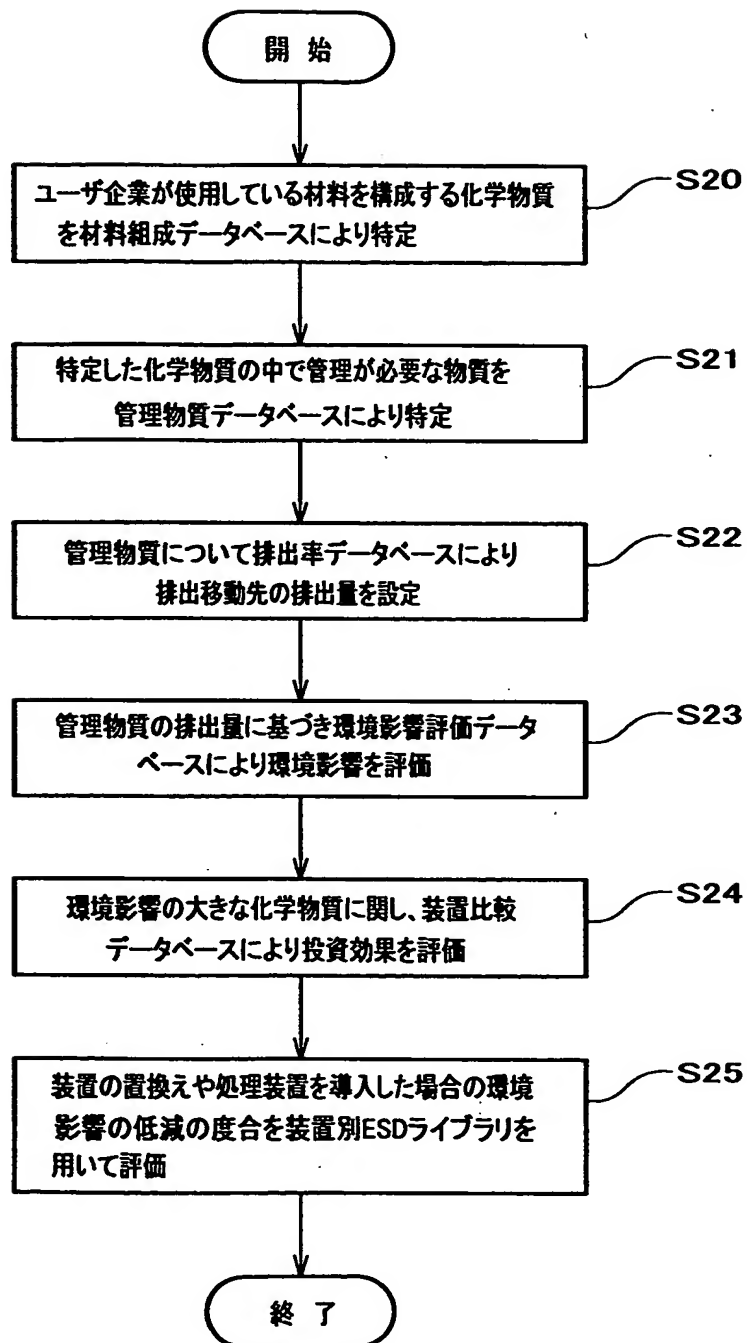 開始
ユーザ企業が使用している材料を構成する化学物質
を材料組成データベースにより特定
S20
特定した化学物質の中で管理が必要な物質を
管理物質データベースにより特定
S21
管理物質について排出率データベースにより
排出移動先の排出量を設定
S22
管理物質の排出量に基づき環境影響評価データ
ベースにより環境影響を評価
S23
環境影響の大きな化学物質に関し、装置比較
データベースにより投資効果を評価
S24
装置の置換えや処理装置を導入した場合の環境
影響の低減の度合を装置別ESDライブラリを
用いて評価
S25
終了